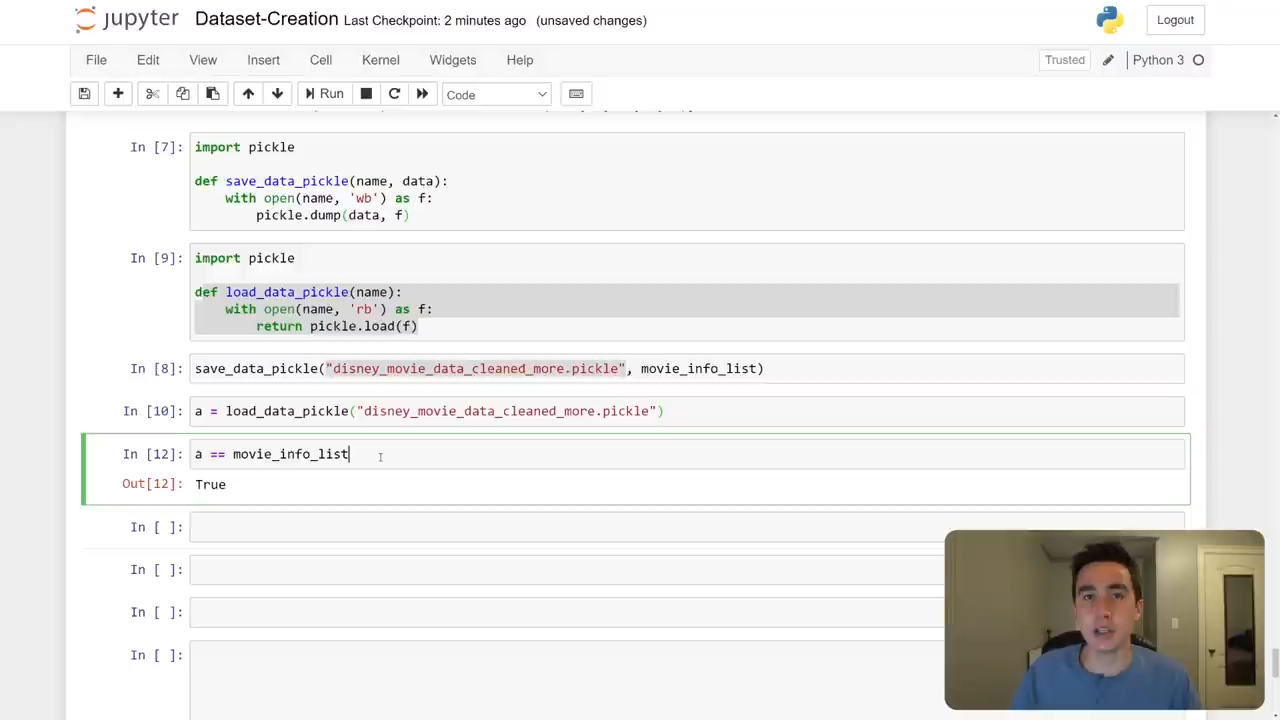 jupyter Dataset-Creation Last Checkpoint: 2 minutes ago (unsaved changes) Logout
File Edit View Insert Cell Kernel Widgets Help Trusted Python 3
Run Code
In [7]: import pickle
def save_data_pickle(name, data):
with open(name, 'wb') as f:
pickle.dump(data, f)
In [9]: import pickle
def load_data_pickle(name):
with open(name, 'rb') as f:
return pickle.load(f)
In [8]: save_data_pickle("disney_movie_data_cleaned_more.pickle", movie_info_list)
In [10]: a = load_data_pickle("disney_movie_data_cleaned_more.pickle")
In [12]: a == movie_info_list
Out[12]: True
In [ ]:
In [ ]:
In [ ]:
In [ ]: